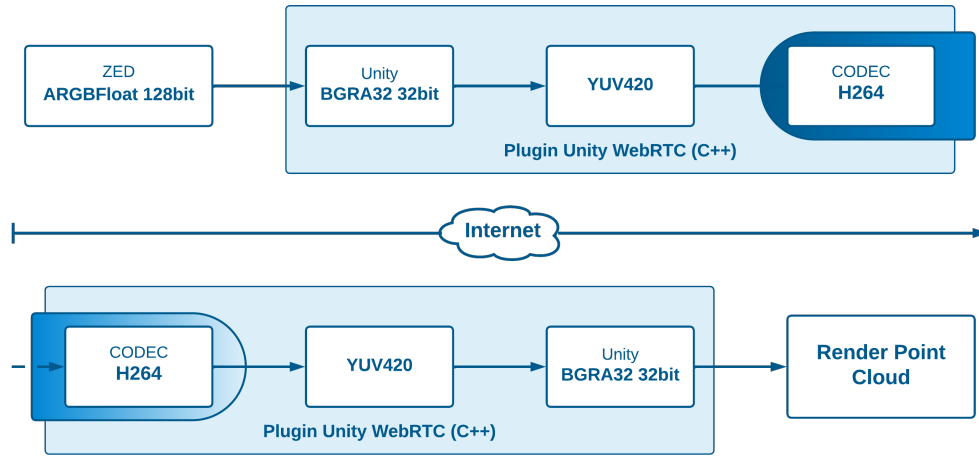 ZED
ARGBFloat 128bit
Unity
BGRA32 32bit
YUV420
CODEC
H264
Plugin Unity WebRTC (C++)
Internet
CODEC
H264
YUV420
Unity
BGRA32 32bit
Render Point
Cloud
Plugin Unity WebRTC (C++)